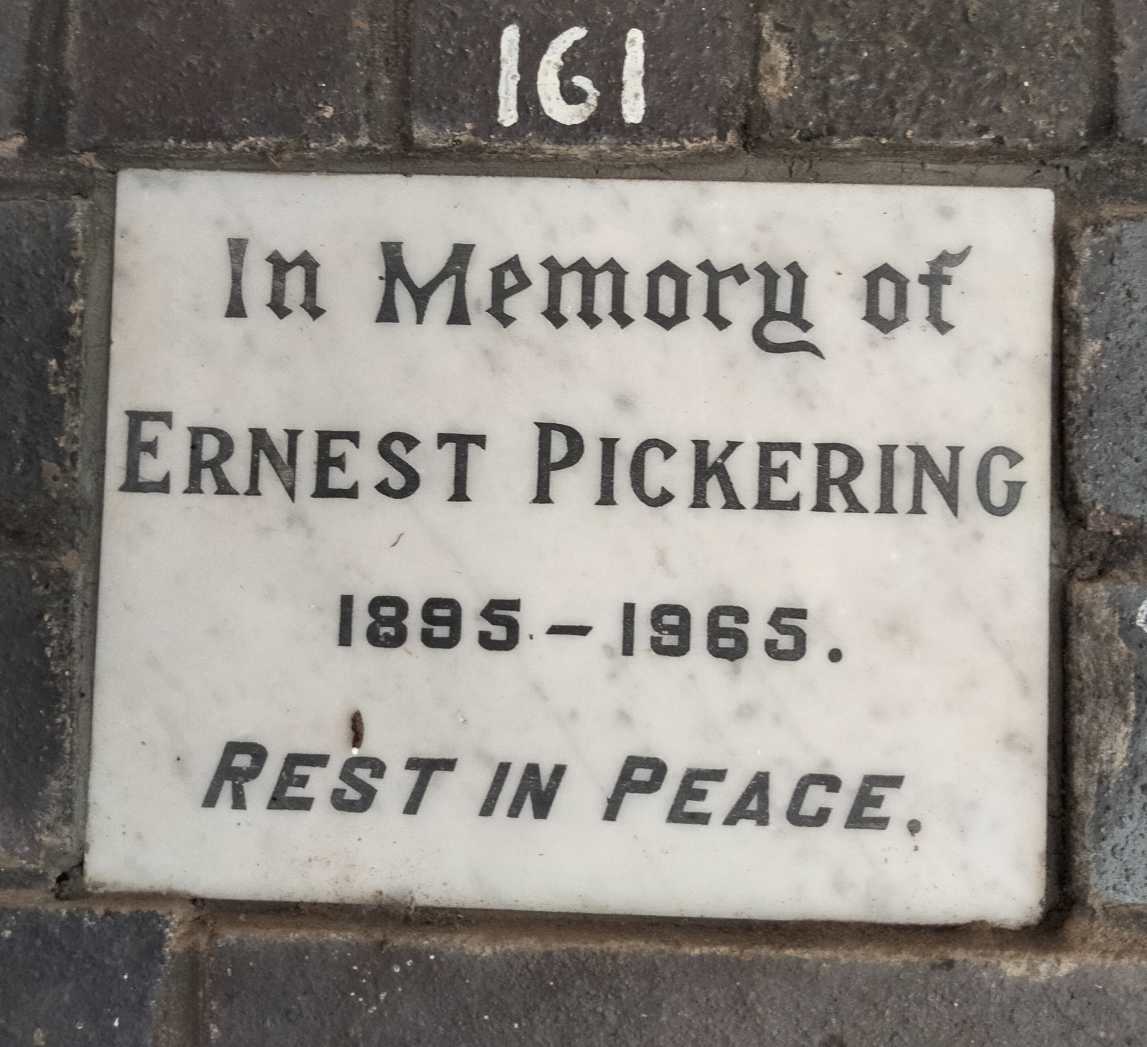 161
In Memory of
ERNEST PICKERING
1895 – 1965.
REST IN PEACE.